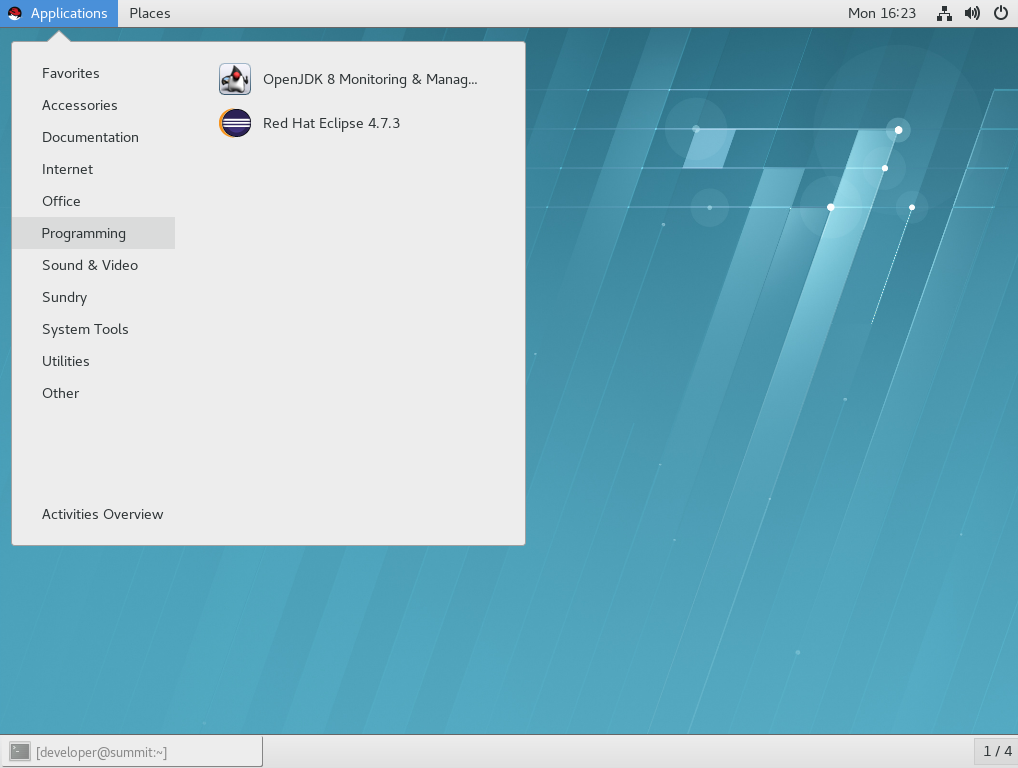 Applications Places Mon 16:23
Favorites
Accessories
Documentation
Internet
Office
Programming
Sound & Video
Sundry
System Tools
Utilities
Other
Activities Overview
OpenJDK 8 Monitoring & Manag...
Red Hat Eclipse 4.7.3
[developer@summit:~]
1 / 4